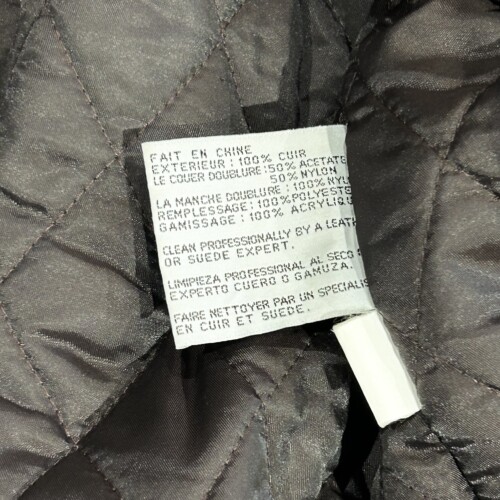 FAIT EN CHINE
EXTERIEUR: 100% CUIR
LE COUER DOUBLURE:50% ACETATE
50% NYLON
LA MANCHE DOUBLURE: 100% NYL
REMPLESSAGE: 100%POLYESTE
GAMISSAGE: 100% ACRYLIQU
CLEAN PROFESSIONALLY BY A LEATH
OR SUEDE EXPERT.
LIMIPIEZA PROFESSIONAL AL SECO
EXPERTO CUERO O GAMUZA.
FAIRE NETTOYER PAR UN SPECIALIS
EN CUIR ET SUEDE.